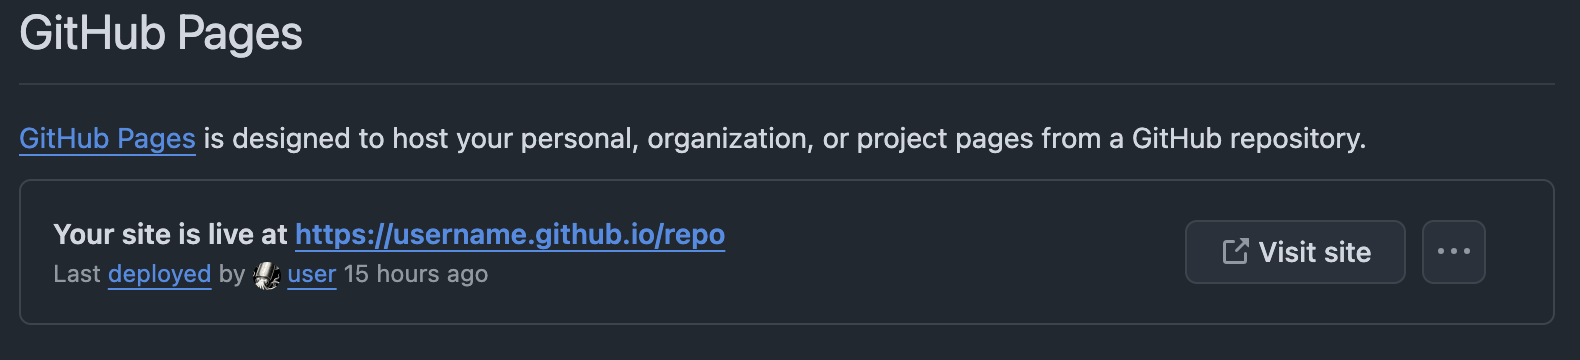 GitHub Pages
GitHub Pages is designed to host your personal, organization, or project pages from a GitHub repository.
Your site is live at https://username.github.io/repo
Last deployed by user 15 hours ago
Visit site